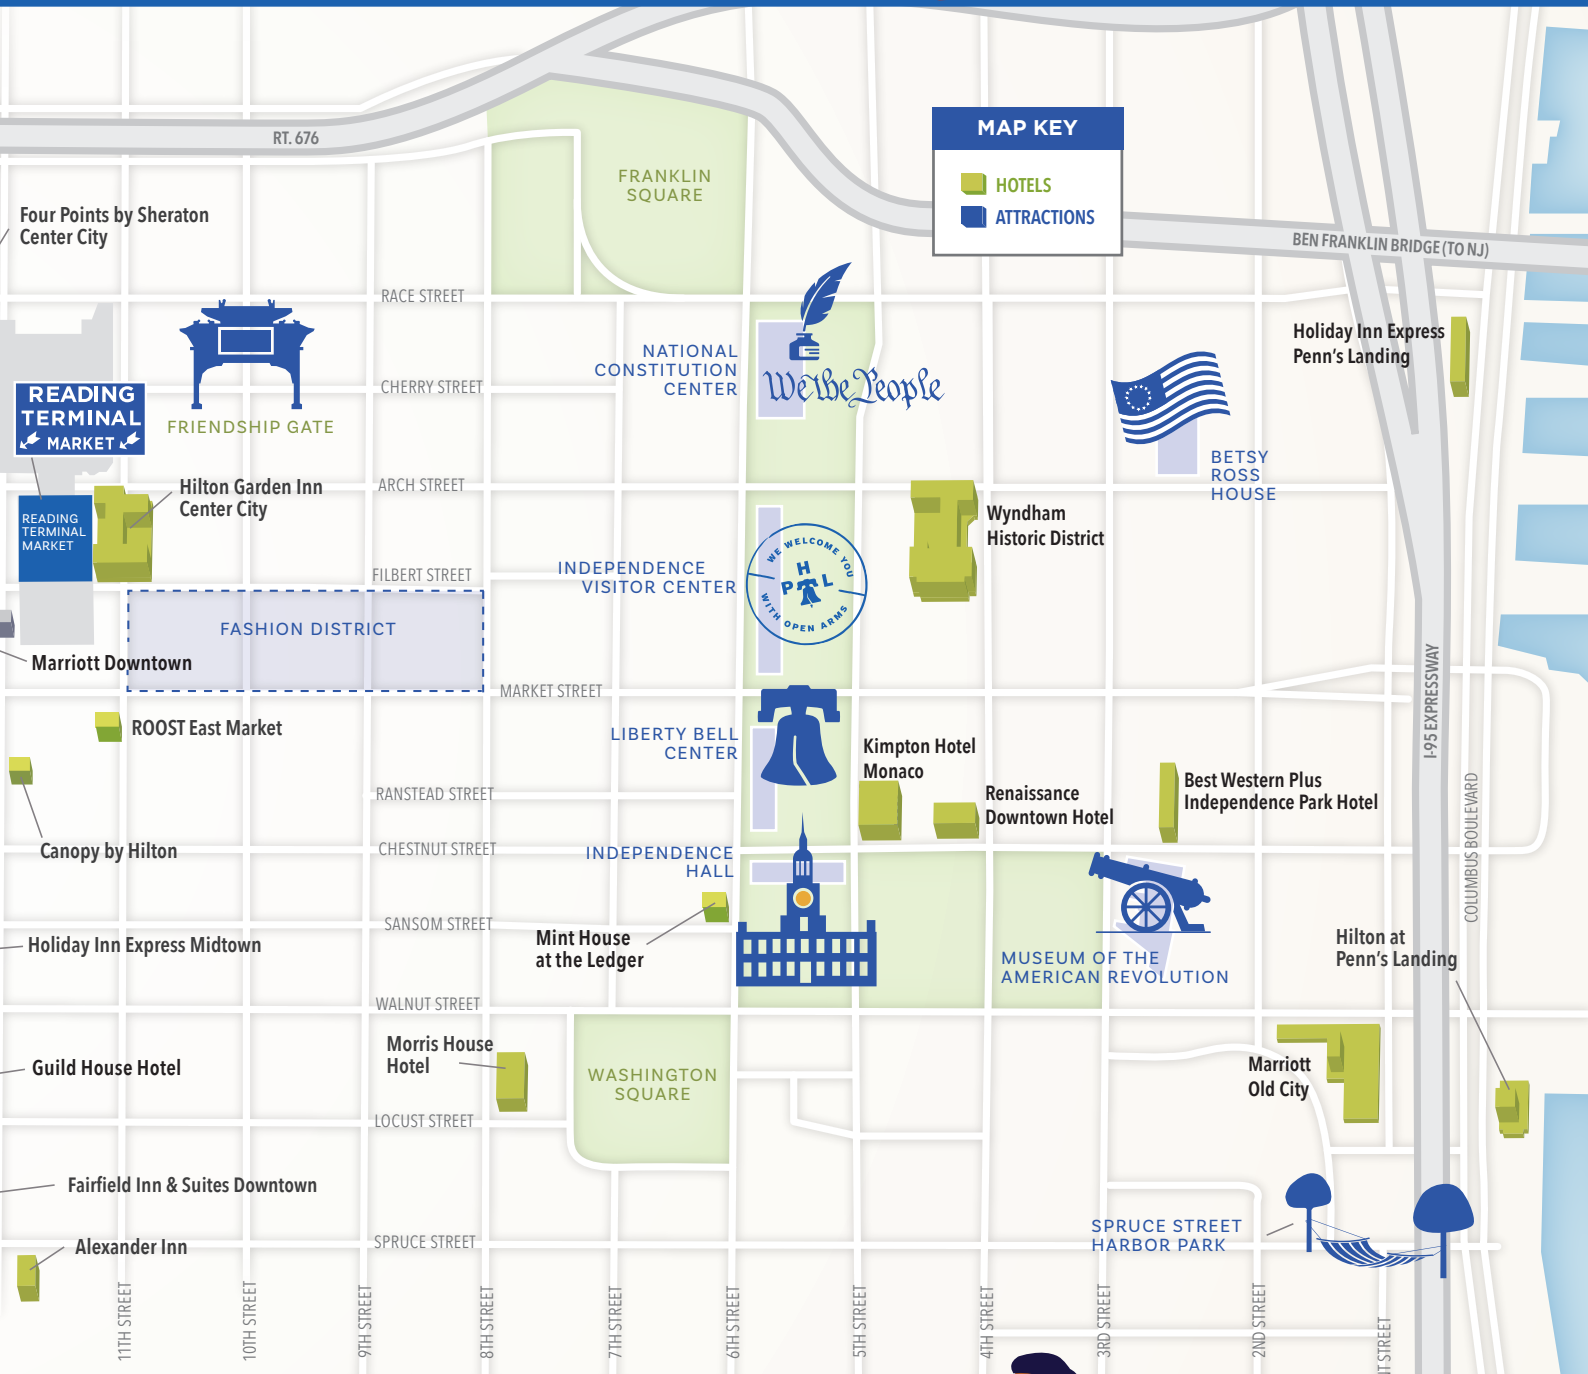 RT. 676
FRANKLIN
SQUARE
MAP KEY
HOTELS
ATTRACTIONS
BEN FRANKLIN BRIDGE (TO NJ)
Four Points by Sheraton
Center City
RACE STREET
NATIONAL
CONSTITUTION
CENTER
We the People
Holiday Inn Express
Penn's Landing
CHERRY STREET
READING
TERMINAL
MARKET
FRIENDSHIP GATE
BETSY
ROSS
HOUSE
ARCH STREET
Hilton Garden Inn
Center City
READING
TERMINAL
MARKET
Wyndham
Historic District
FILBERT STREET
INDEPENDENCE
VISITOR CENTER
WE WELCOME YOU
PHL
WITH OPEN ARMS
FASHION DISTRICT
Marriott Downtown
MARKET STREET
I-95 EXPRESSWAY
ROOST East Market
LIBERTY BELL
CENTER
Kimpton Hotel
Monaco
Renaissance
Downtown Hotel
Best Western Plus
Independence Park Hotel
RANSTEAD STREET
COLUMBUS BOULEVARD
Canopy by Hilton
CHESTNUT STREET
INDEPENDENCE
HALL
SANSOM STREET
Mint House
at the Ledger
Holiday Inn Express Midtown
MUSEUM OF THE
AMERICAN REVOLUTION
Hilton at
Penn's Landing
WALNUT STREET
Morris House
Hotel
Guild House Hotel
WASHINGTON
SQUARE
Marriott
Old City
LOCUST STREET
Fairfield Inn & Suites Downtown
Alexander Inn
SPRUCE STREET
SPRUCE STREET
HARBOR PARK
11TH STREET
10TH STREET
9TH STREET
8TH STREET
7TH STREET
6TH STREET
5TH STREET
4TH STREET
3RD STREET
2ND STREET
STREET